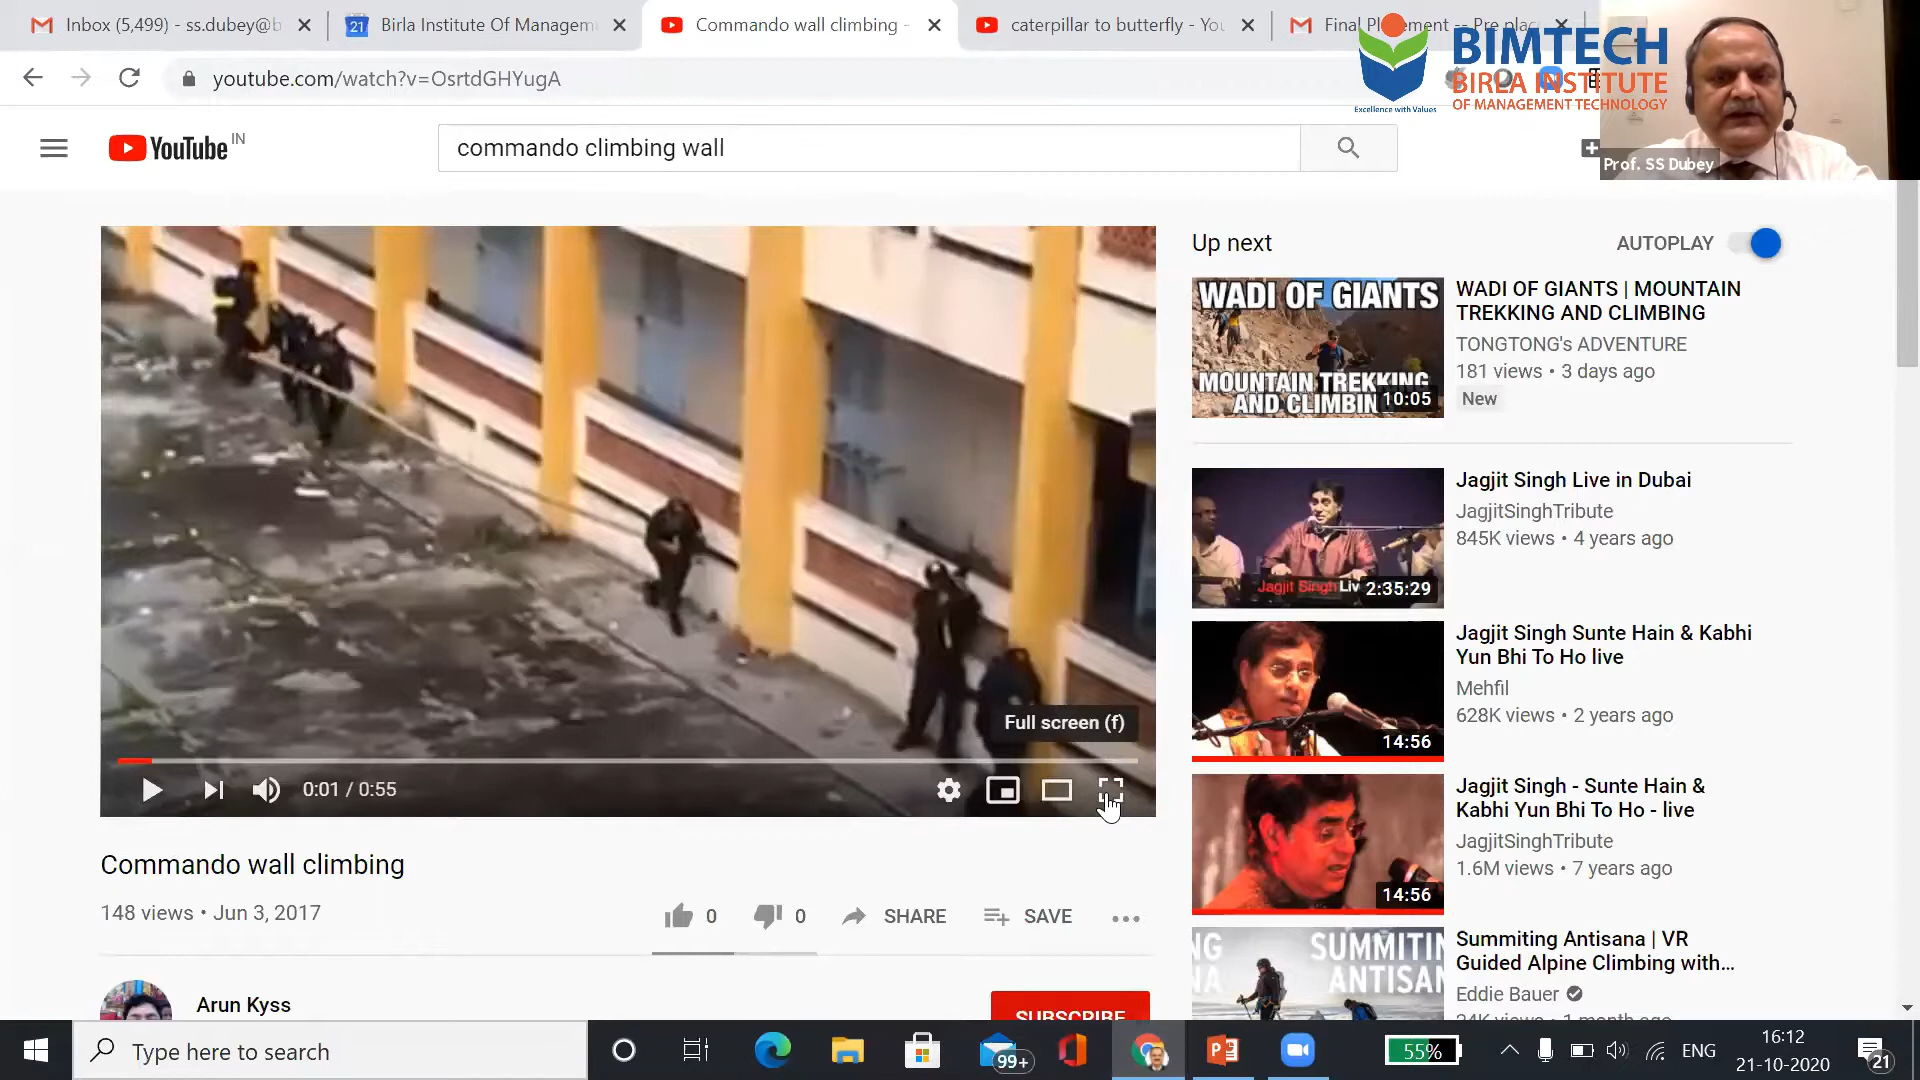 Inbox (5,499) - ss.dubey@b
21
Birla Institute Of Managem
Commando wall climbing -
caterpillar to butterfly - You
Final Pl
ement -- Pre plac
BIMTECH
BIRLA INSTITUTE
OF MANAGEMENT TECHNOLOGY
Excellence with Values
youtube.com/watch?v=OsrtdGHYugA
YouTube IN
commando climbing wall
Prof. SS Dubey
Up next
AUTOPLAY
WADI OF GIANTS
MOUNTAIN TREKKING
AND CLIMBIN
10:05
WADI OF GIANTS | MOUNTAIN
TREKKING AND CLIMBING
TONGTONG's ADVENTURE
181 views • 3 days ago
New
Jagjit Singh Liv
2:35:29
Jagjit Singh Live in Dubai
JagjitSinghTribute
845K views • 4 years ago
14:56
Jagjit Singh Sunte Hain & Kabhi
Yun Bhi To Ho live
Mehfil
628K views • 2 years ago
14:56
Jagjit Singh - Sunte Hain &
Kabhi Yun Bhi To Ho - live
JagjitSinghTribute
1.6M views • 7 years ago
SUMMITIN
ANTISANA
Summiting Antisana | VR
Guided Alpine Climbing with...
Eddie Bauer
Full screen (f)
0:01 / 0:55
Commando wall climbing
148 views • Jun 3, 2017
0
0
SHARE
SAVE
Arun Kyss
SUBSCRIBE
Type here to search
99+
55%
ENG
16:12
21-10-2020
21